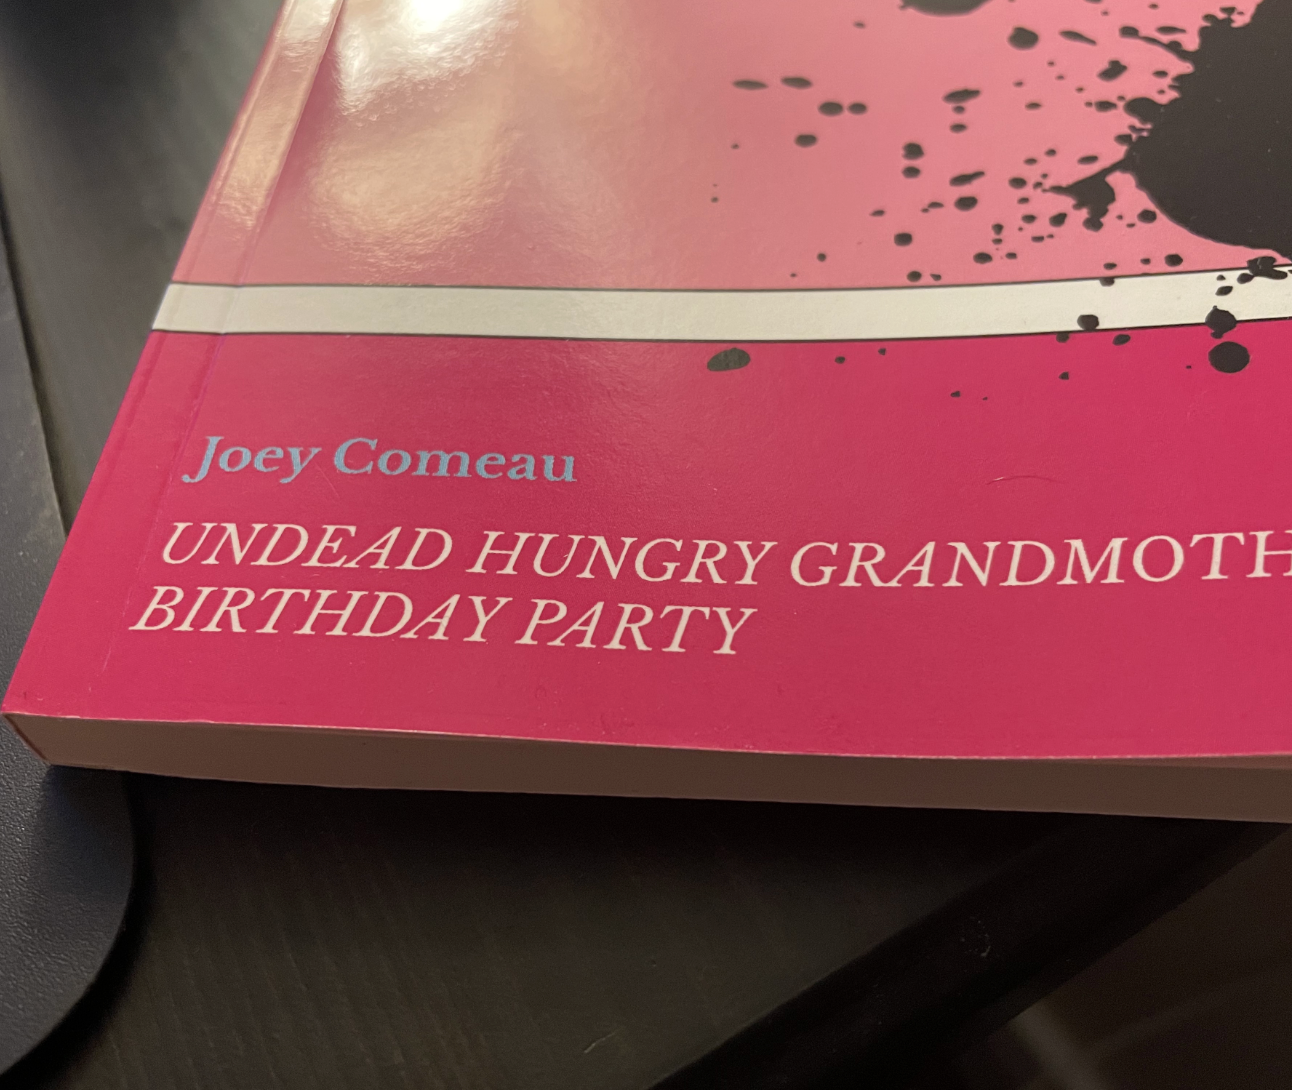 Joey Comeau
UNDEAD HUNGRY GRANDMOTH
BIRTHDAY PARTY